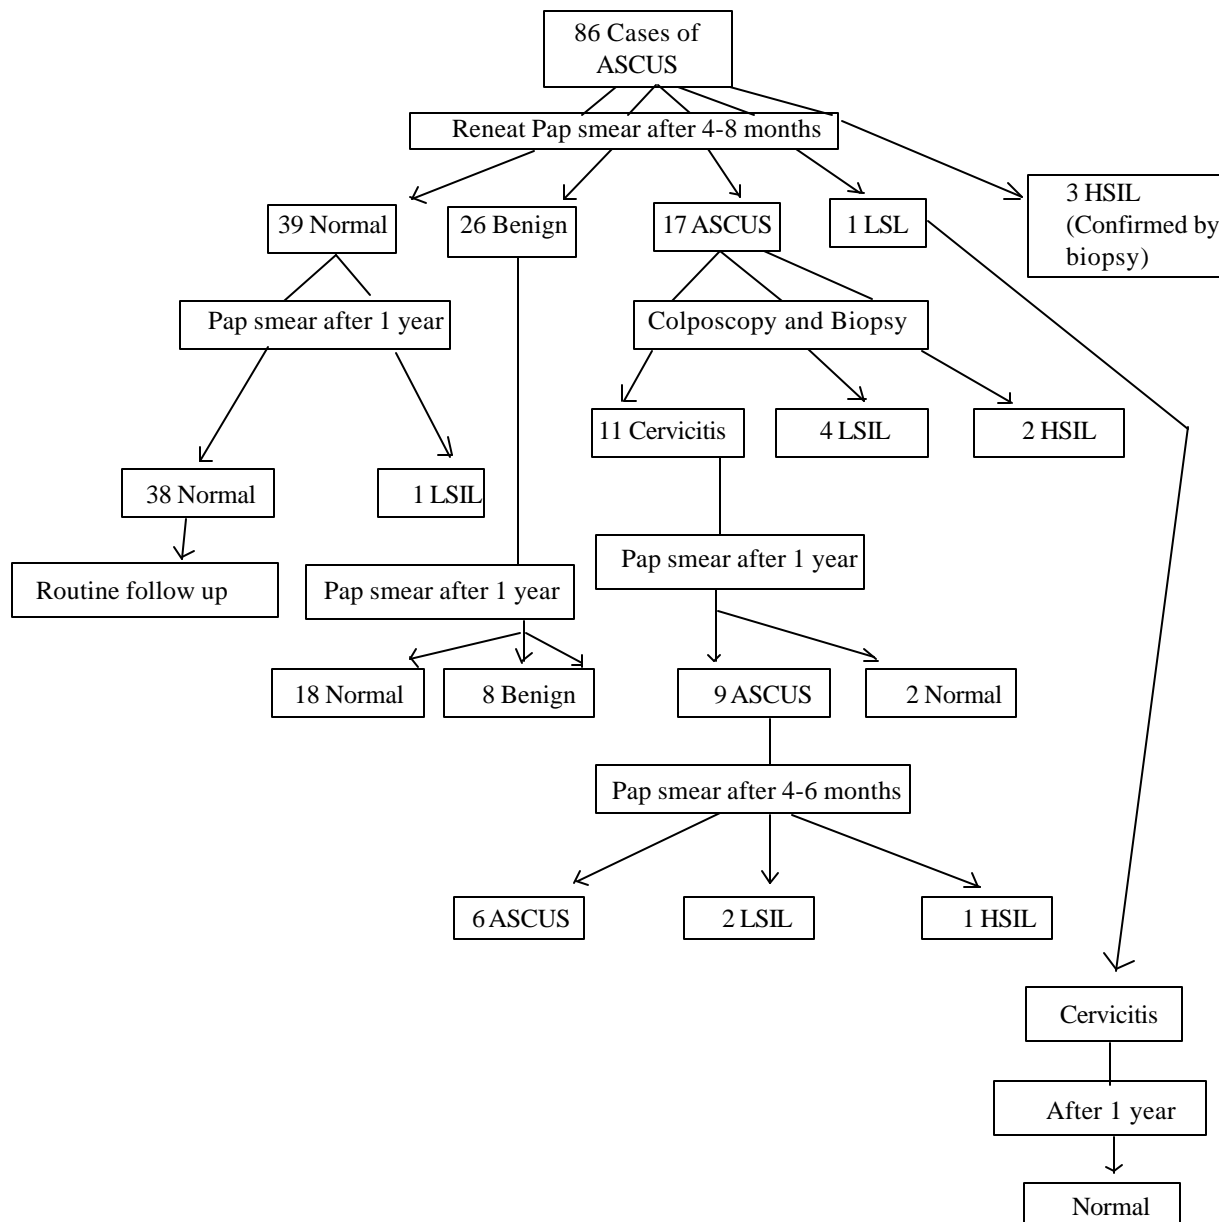 86 Cases of
ASCUS
Reneat Pap smear after 4-8 months
39 Normal
26 Benign
17 ASCUS
1 LSL
3 HSIL
(Confirmed by
biopsy)
Pap smear after 1 year
Colposcopy and Biopsy
11 Cervicitis
4 LSIL
2 HSIL
38 Normal
1 LSIL
Routine follow up
Pap smear after 1 year
Pap smear after 1 year
18 Normal
8 Benign
9 ASCUS
2 Normal
Pap smear after 4-6 months
6 ASCUS
2 LSIL
1 HSIL
Cervicitis
After 1 year
Normal